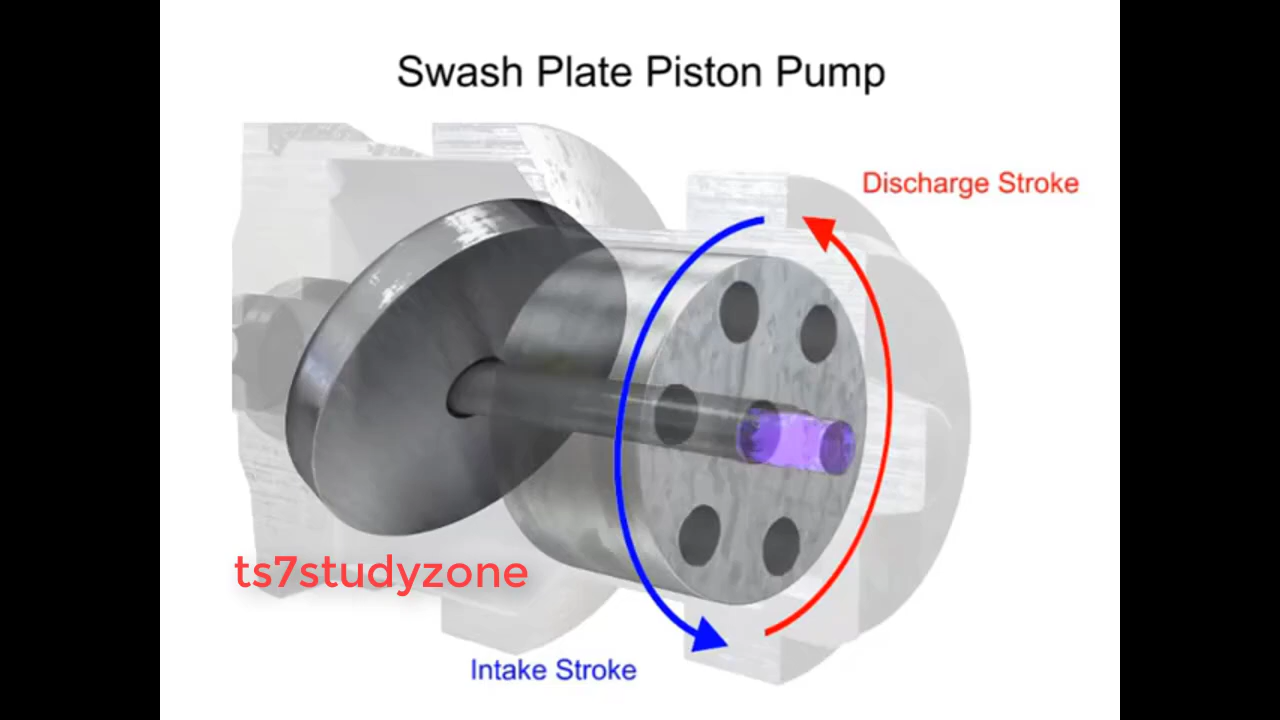 Swash Plate Piston Pump
Discharge Stroke
ts7studyzone
Intake Stroke